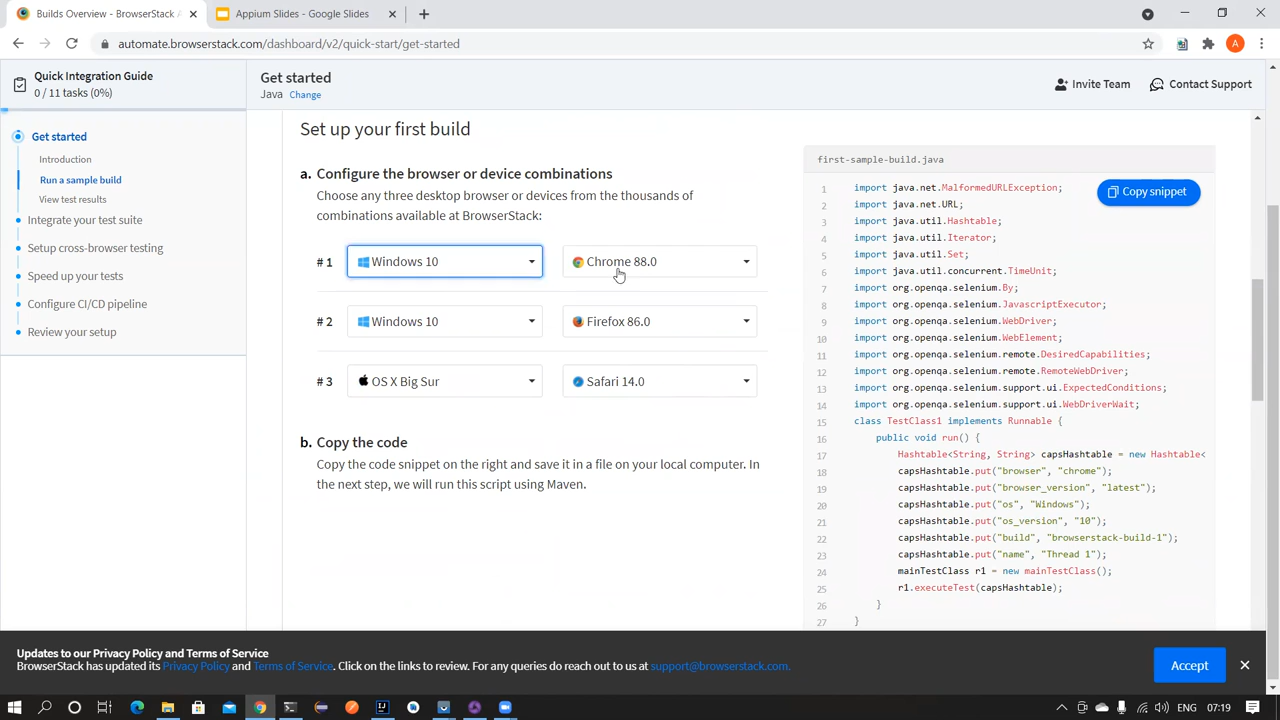 Builds Overview - BrowserStack A
Appium Slides - Google Slides
automate.browserstack.com/dashboard/v2/quick-start/get-started
A
Quick Integration Guide
0 / 11 tasks (0%)
Get started
Introduction
Run a sample build
View test results
Integrate your test suite
Setup cross-browser testing
Speed up your tests
Configure CI/CD pipeline
Review your setup
Get started
Java Change
Invite Team
Contact Support
Set up your first build
a. Configure the browser or device combinations
Choose any three desktop browser or devices from the thousands of
combinations available at BrowserStack:
# 1 Windows 10 Chrome 88.0
# 2 Windows 10 Firefox 86.0
# 3 OS X Big Sur Safari 14.0
b. Copy the code
Copy the code snippet on the right and save it in a file on your local computer. In
the next step, we will run this script using Maven.
first-sample-build.java
Copy snippet
1 import java.net.MalformedURLException;
2 import java.net.URL;
3 import java.util.Hashtable;
4 import java.util.Iterator;
5 import java.util.Set;
6 import java.util.concurrent.TimeUnit;
7 import org.openqa.selenium.By;
8 import org.openqa.selenium.JavascriptExecutor;
9 import org.openqa.selenium.WebDriver;
10 import org.openqa.selenium.WebElement;
11 import org.openqa.selenium.remote.DesiredCapabilities;
12 import org.openqa.selenium.remote.RemoteWebDriver;
13 import org.openqa.selenium.support.ui.ExpectedConditions;
14 import org.openqa.selenium.support.ui.WebDriverWait;
15 class TestClass1 implements Runnable {
16 public void run() {
17 Hashtable<String, String> capsHashtable = new Hashtable<
18 capsHashtable.put("browser", "chrome");
19 capsHashtable.put("browser_version", "latest");
20 capsHashtable.put("os", "Windows");
21 capsHashtable.put("os_version", "10");
22 capsHashtable.put("build", "browserstack-build-1");
23 capsHashtable.put("name", "Thread 1");
24 mainTestClass r1 = new mainTestClass();
25 r1.executeTest(capsHashtable);
26 }
27 }
Updates to our Privacy Policy and Terms of Service
BrowserStack has updated its Privacy Policy and Terms of Service. Click on the links to review. For any queries do reach out to us at support@browserstack.com.
Accept
ENG 07:19